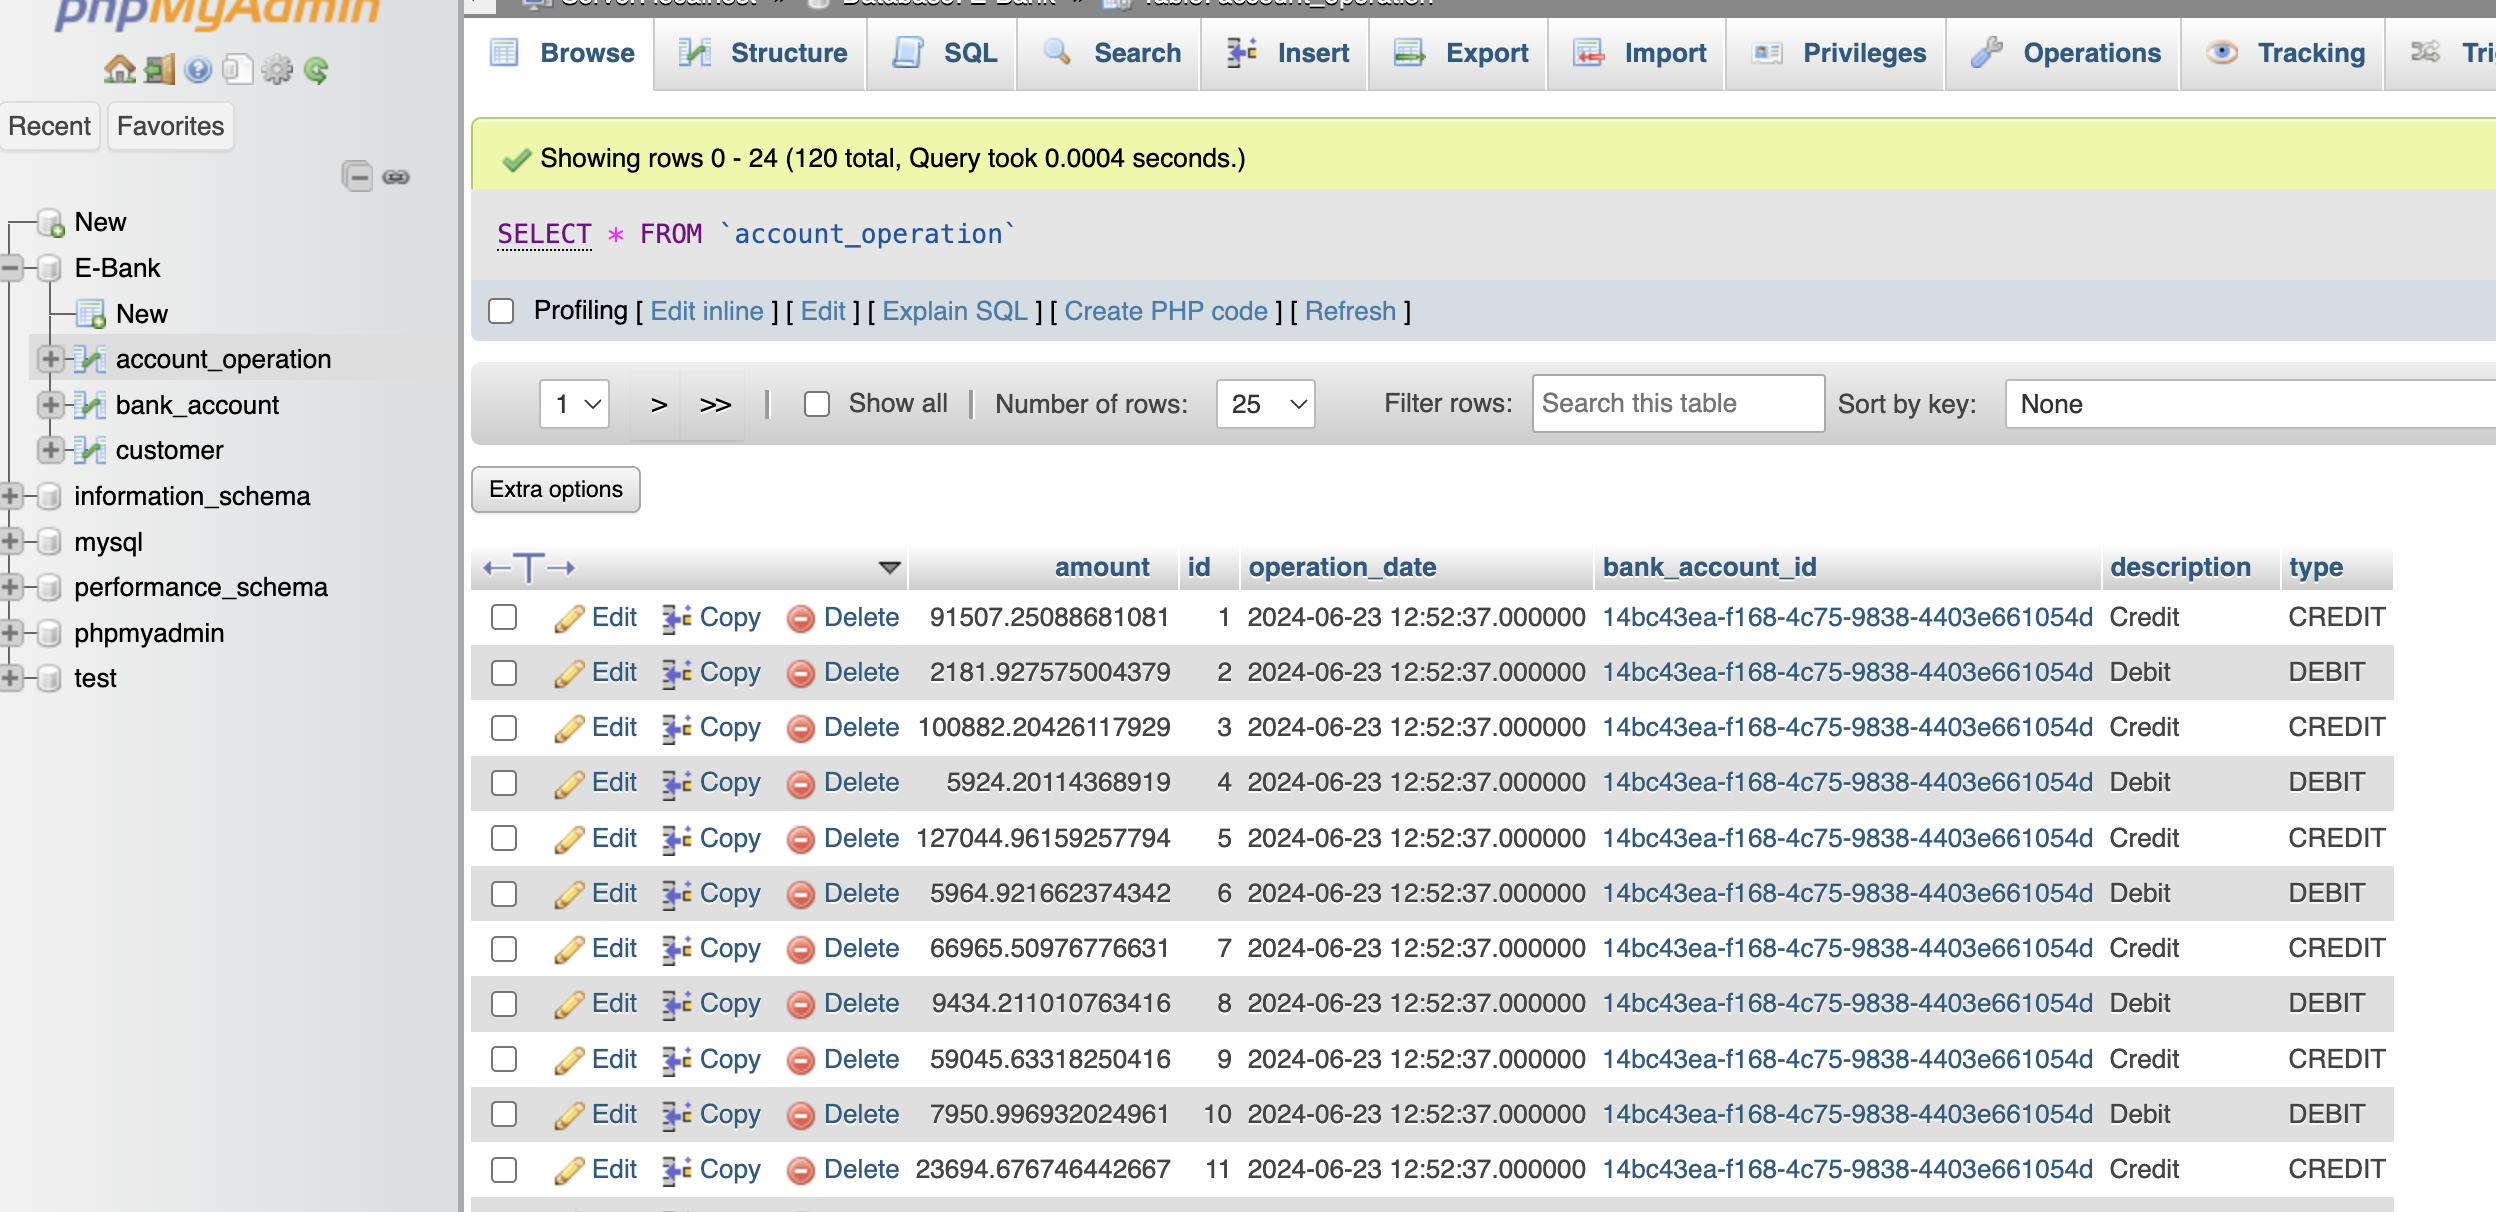 phpMyAdmin
Recent Favorites
New
E-Bank
New
account_operation
bank_account
customer
information_schema
mysql
performance_schema
phpmyadmin
test
Server: localhost » Database: E-Bank » Table: account_operation
Browse Structure SQL Search Insert Export Import Privileges Operations Tracking Tri
Showing rows 0 - 24 (120 total, Query took 0.0004 seconds.)
SELECT * FROM `account_operation`
Profiling [ Edit inline ] [ Edit ] [ Explain SQL ] [ Create PHP code ] [ Refresh ]
1 > >> | Show all | Number of rows: 25 Filter rows: Search this table Sort by key: None
Extra options
←T→ amount id operation_date bank_account_id description type
Edit Copy Delete 91507.25088681081 1 2024-06-23 12:52:37.000000 14bc43ea-f168-4c75-9838-4403e661054d Credit CREDIT
Edit Copy Delete 2181.927575004379 2 2024-06-23 12:52:37.000000 14bc43ea-f168-4c75-9838-4403e661054d Debit DEBIT
Edit Copy Delete 100882.20426117929 3 2024-06-23 12:52:37.000000 14bc43ea-f168-4c75-9838-4403e661054d Credit CREDIT
Edit Copy Delete 5924.20114368919 4 2024-06-23 12:52:37.000000 14bc43ea-f168-4c75-9838-4403e661054d Debit DEBIT
Edit Copy Delete 127044.96159257794 5 2024-06-23 12:52:37.000000 14bc43ea-f168-4c75-9838-4403e661054d Credit CREDIT
Edit Copy Delete 5964.921662374342 6 2024-06-23 12:52:37.000000 14bc43ea-f168-4c75-9838-4403e661054d Debit DEBIT
Edit Copy Delete 66965.50976776631 7 2024-06-23 12:52:37.000000 14bc43ea-f168-4c75-9838-4403e661054d Credit CREDIT
Edit Copy Delete 9434.211010763416 8 2024-06-23 12:52:37.000000 14bc43ea-f168-4c75-9838-4403e661054d Debit DEBIT
Edit Copy Delete 59045.63318250416 9 2024-06-23 12:52:37.000000 14bc43ea-f168-4c75-9838-4403e661054d Credit CREDIT
Edit Copy Delete 7950.996932024961 10 2024-06-23 12:52:37.000000 14bc43ea-f168-4c75-9838-4403e661054d Debit DEBIT
Edit Copy Delete 23694.676746442667 11 2024-06-23 12:52:37.000000 14bc43ea-f168-4c75-9838-4403e661054d Credit CREDIT